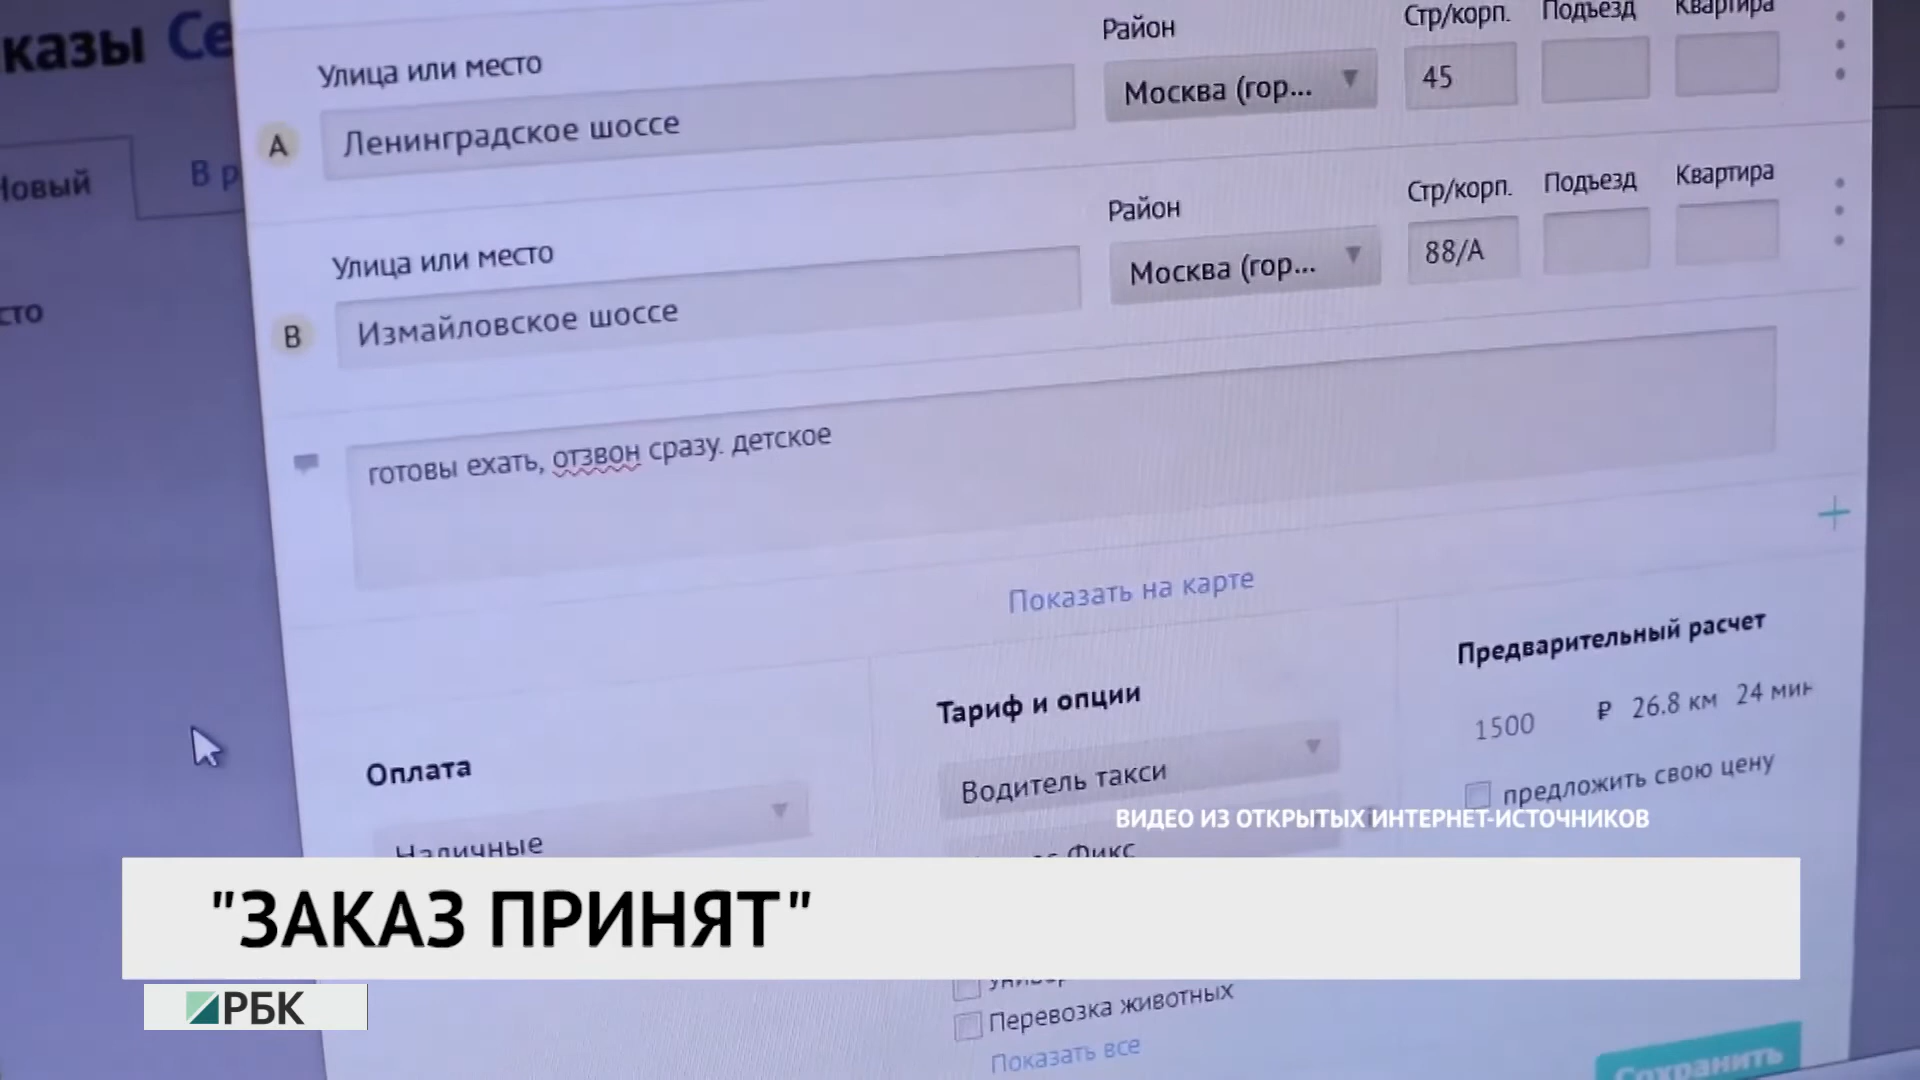 казы Се
Новый
В р
сто
Улица или место
Район
Стр/корп.
Подъезд
Квартира
А
Ленинградское шоссе
Москва (гор...
45
Улица или место
Район
Стр/корп.
Подъезд
Квартира
В
Измайловское шоссе
Москва (гор...
88/А
готовы ехать, отзвон сразу. детское
Показать на карте
Оплата
Наличные
Тариф и опции
Водитель такси
Фикс
Предварительный расчет
1500 ₽ 26.8 км 24 мин
предложить свою цену
ВИДЕО ИЗ ОТКРЫТЫХ ИНТЕРНЕТ-ИСТОЧНИКОВ
"ЗАКАЗ ПРИНЯТ"
РБК
Перевозка животных
Показать все
Сохранить